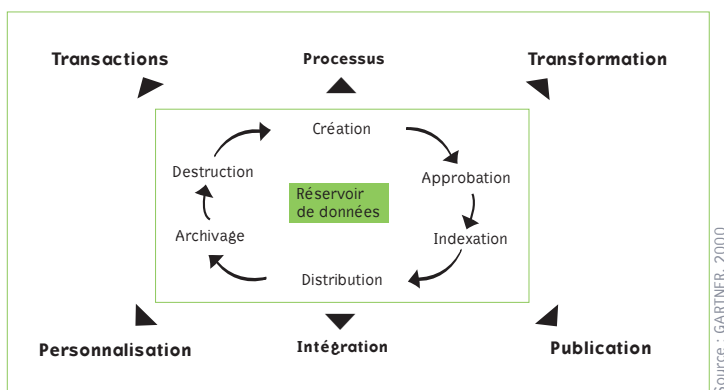 Transactions
Processus
Transformation
Création
Destruction
Approbation
Réservoir
de données
Archivage
Indexation
Distribution
Personnalisation
Intégration
Publication
Source : GARTNER, 2000